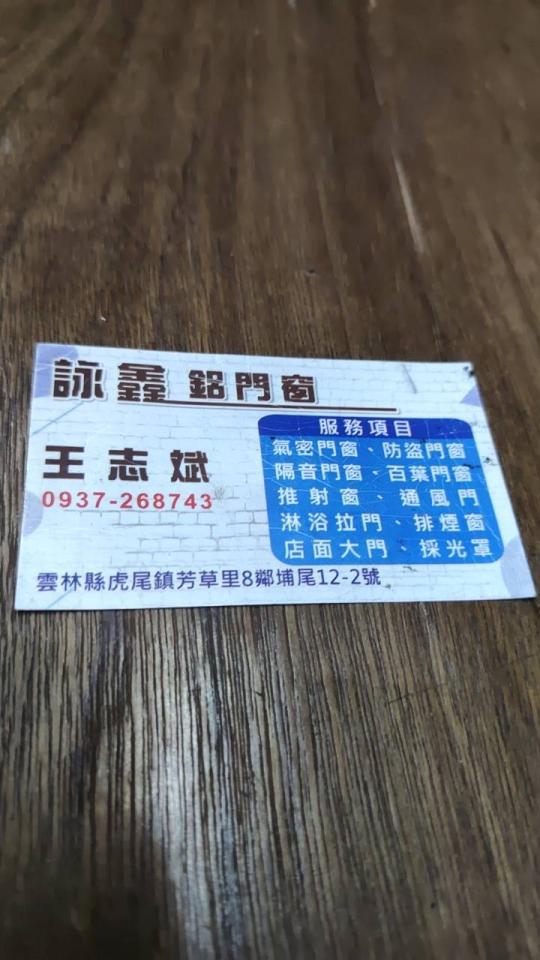 詠鑫 鋁門窗
王志斌
0937-268743
服務項目
氣密門窗、防盜門窗
隔音門窗、百葉門窗
推射窗、通風門
淋浴拉門、排煙窗
店面大門、採光罩
雲林縣虎尾鎮芳草里8鄰埔尾12-2號